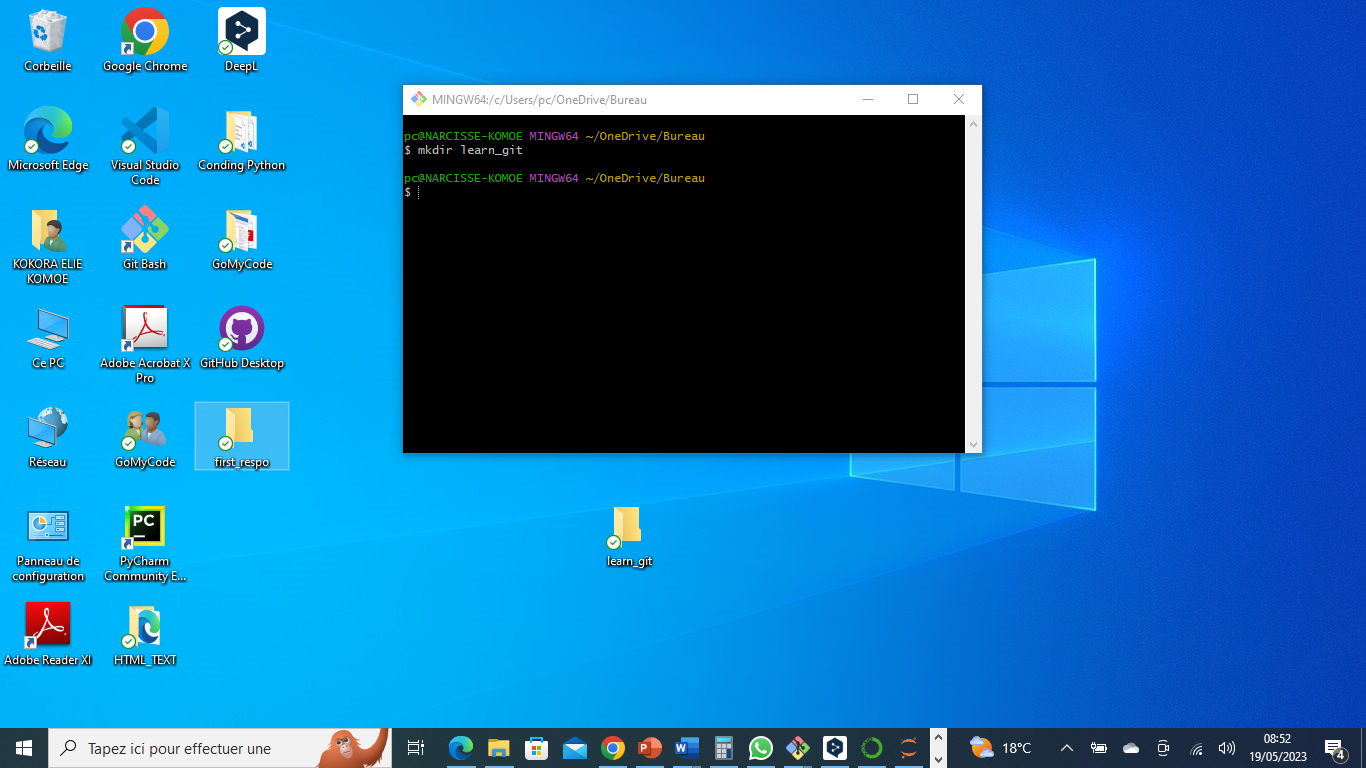 Corbeille
Google Chrome
DeepL
Microsoft Edge
Visual Studio
Code
Conding Python
KOKORA ELIE
KOMOE
Git Bash
GoMyCode
Ce PC
Adobe Acrobat X
Pro
GitHub Desktop
Réseau
GoMyCode
first_respo
Panneau de
configuration
PC
PyCharm
Community E...
Adobe Reader XI
HTML_TEXT
MINGW64:/c/Users/pc/OneDrive/Bureau
pc@NARCISSE-KOMOE MINGW64 ~/OneDrive/Bureau
$ mkdir learn_git
pc@NARCISSE-KOMOE MINGW64 ~/OneDrive/Bureau
$
learn_git
Tapez ici pour effectuer une
18°C
08:52
19/05/2023
4